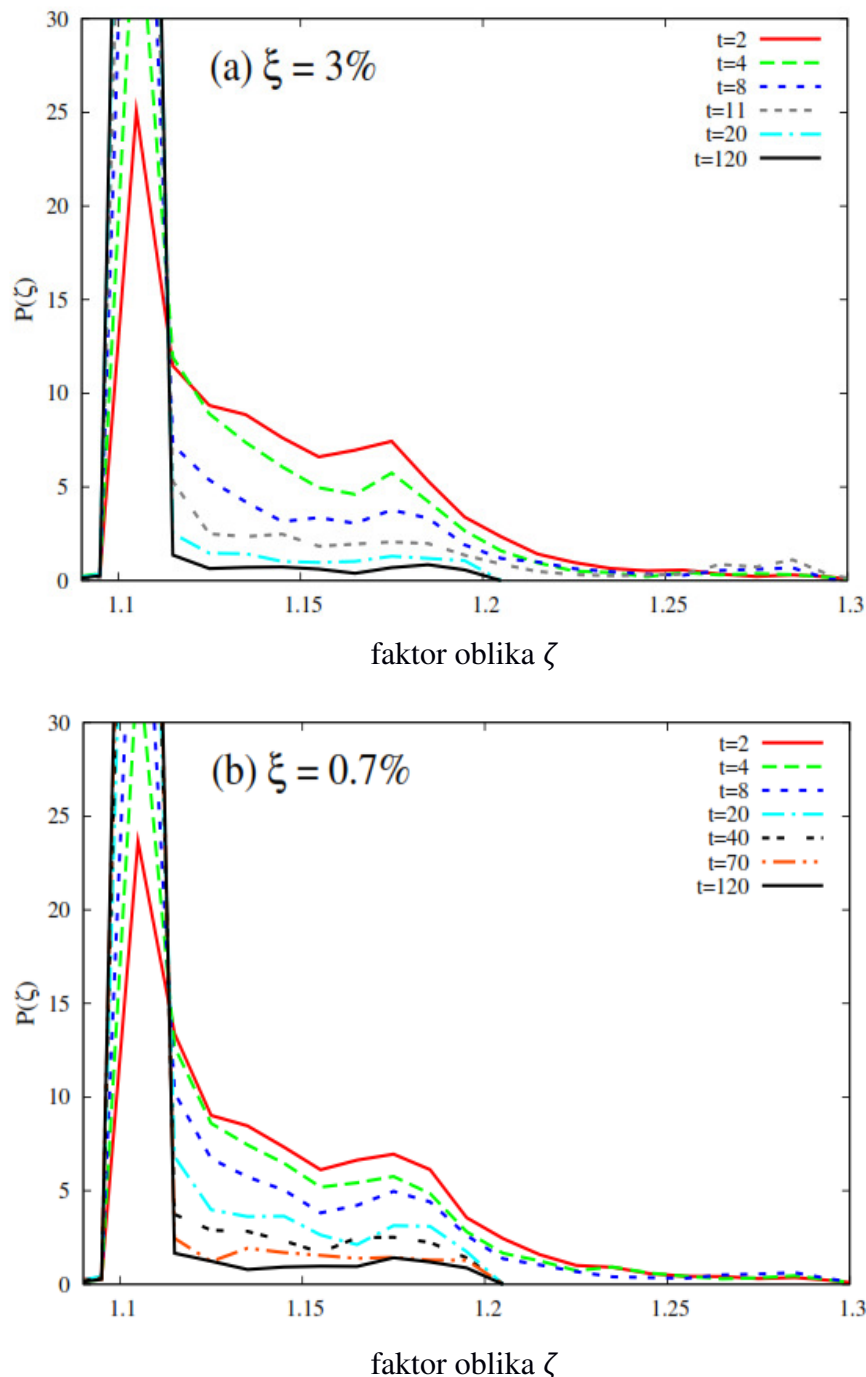 30
25
20
15
10
5
0
P(ζ)
(a) ξ = 3%
t=2
t=4
t=8
t=11
t=20
t=120
1.1 1.15 1.2 1.25 1.3
faktor oblika ζ
30
25
20
15
10
5
0
P(ζ)
(b) ξ = 0.7%
t=2
t=4
t=8
t=20
t=40
t=70
t=120
1.1 1.15 1.2 1.25 1.3
faktor oblika ζ